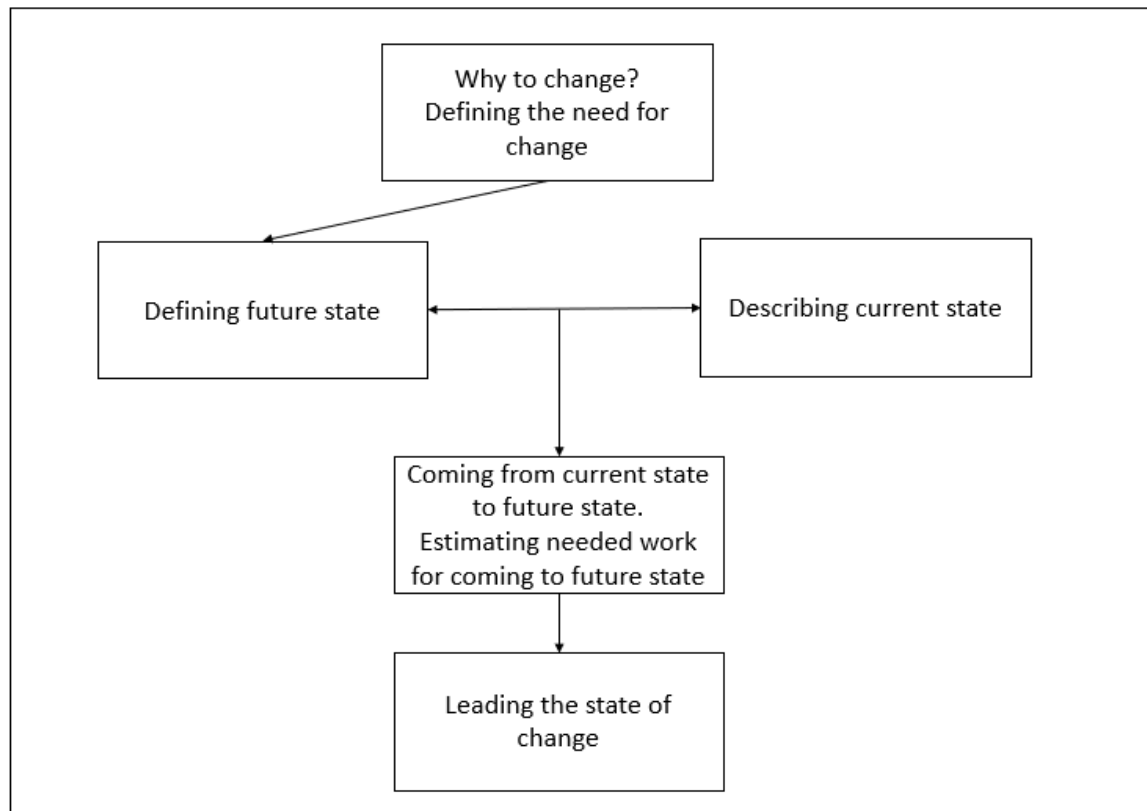 Why to change?
Defining the need for
change
Defining future state
Describing current state
Coming from current state
to future state.
Estimating needed work
for coming to future state
Leading the state of
change